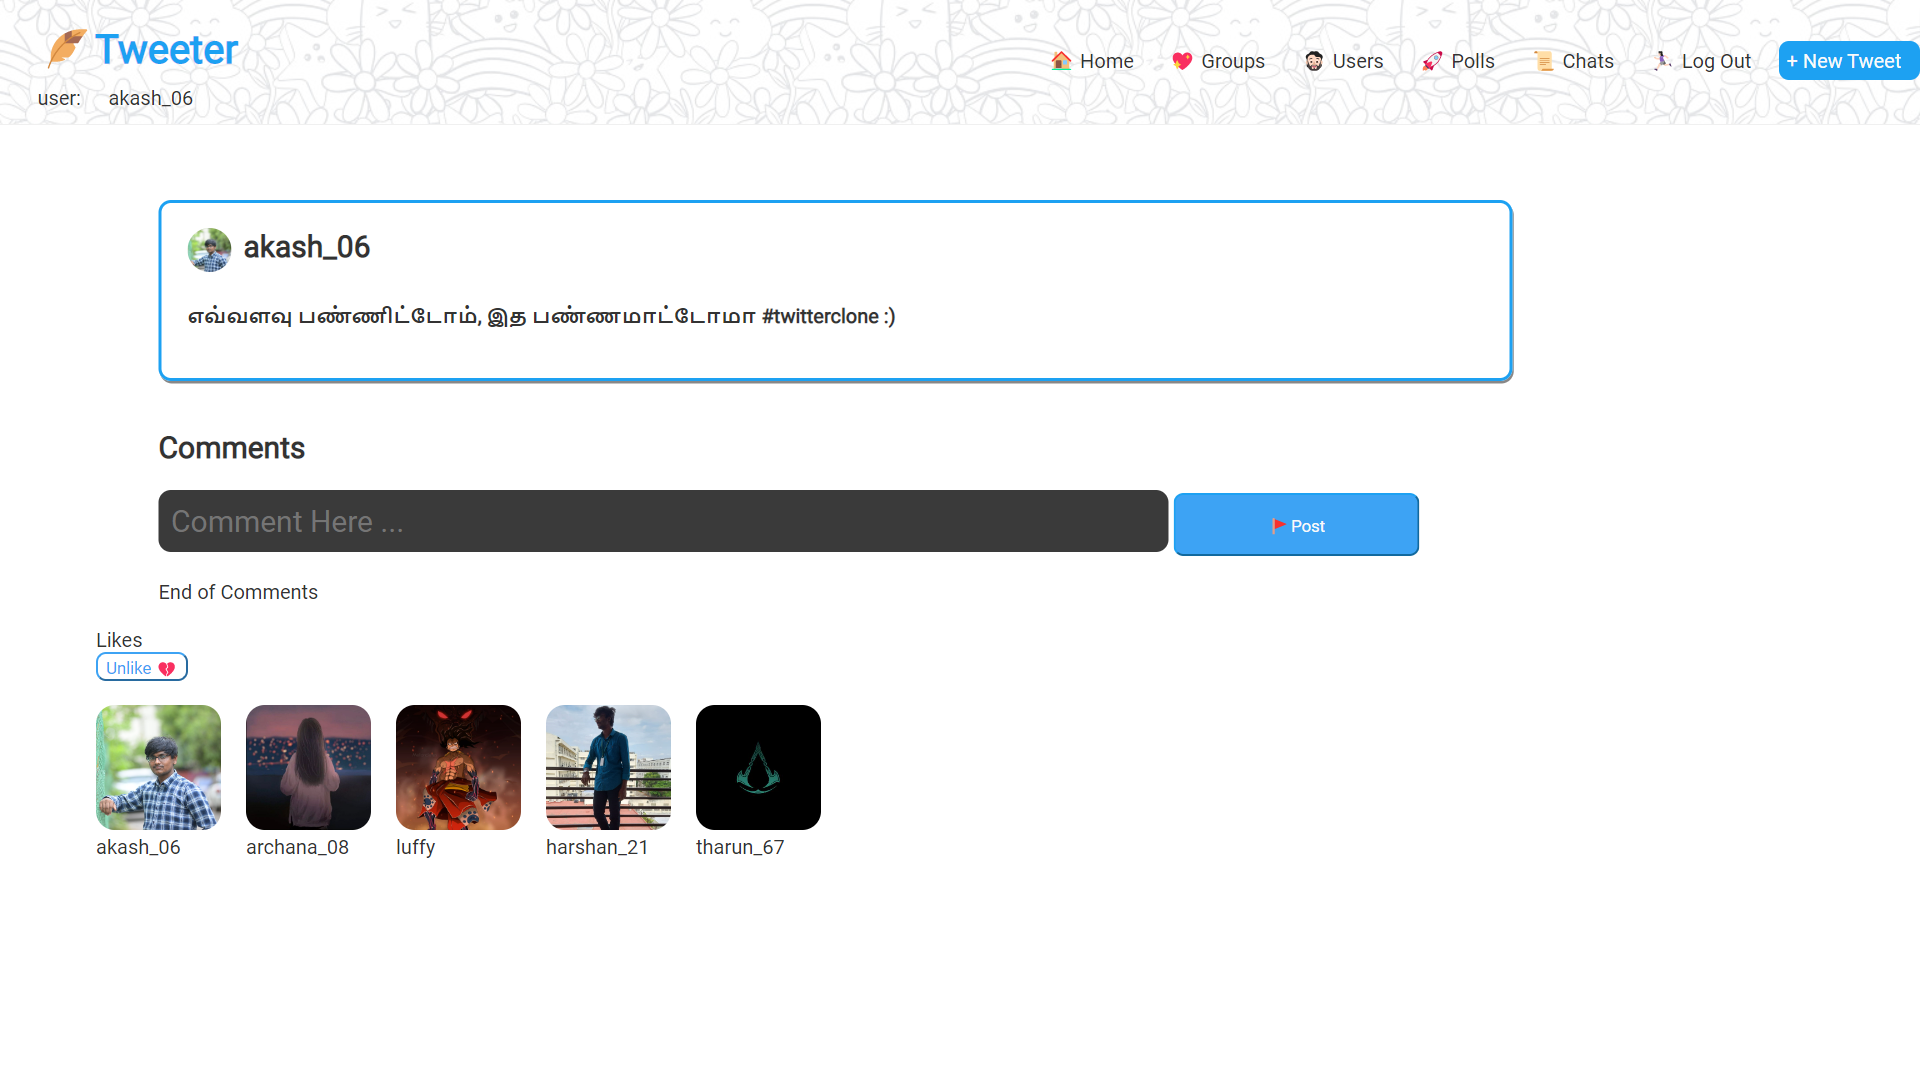 Tweeter
Home Groups Users Polls Chats Log Out + New Tweet
user: akash_06
akash_06
எவ்வளவு பண்ணிட்டோம், இத பண்ணமாட்டோமா #twitterclone :)
Comments
Comment Here ...
Post
End of Comments
Likes
Unlike
akash_06 archana_08 luffy harshan_21 tharun_67